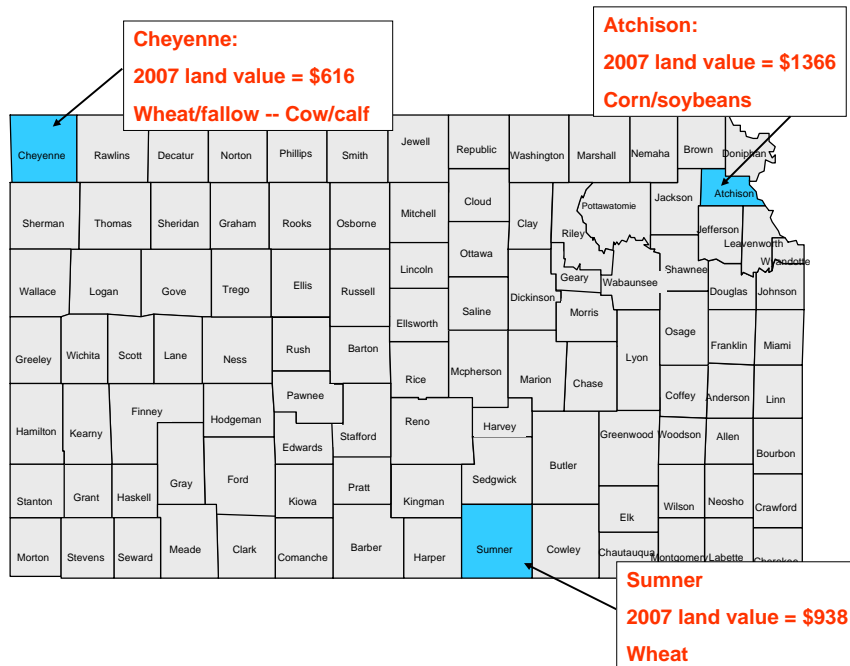 Cheyenne:
2007 land value = $616
Wheat/fallow -- Cow/calf
Atchison:
2007 land value = $1366
Corn/soybeans
Cheyenne Rawlins Decatur Norton Phillips Smith Jewell Republic Washington Marshall Nemaha Brown Doniphan
Atchison
Sherman Thomas Sheridan Graham Rooks Osborne Mitchell Cloud Clay Riley Pottawatomie Jackson Jefferson Leavenworth
Wyandotte
Wallace Logan Gove Trego Ellis Russell Lincoln Ottawa Dickinson Geary Wabaunsee Shawnee Douglas Johnson
Ellsworth Saline Morris
Greeley Wichita Scott Lane Ness Rush Barton Rice Mcpherson Marion Chase Lyon Osage Franklin Miami
Hamilton Kearny Finney Hodgeman Pawnee Edwards Stafford Reno Harvey Butler Greenwood Coffey Anderson Linn
Woodson Allen Bourbon
Stanton Grant Haskell Gray Ford Kiowa Pratt Kingman Sedgwick Elk Wilson Neosho Crawford
Morton Stevens Seward Meade Clark Comanche Barber Harper Sumner Cowley Chautauqua Montgomery Labette Cherokee
Sumner
2007 land value = $938
Wheat